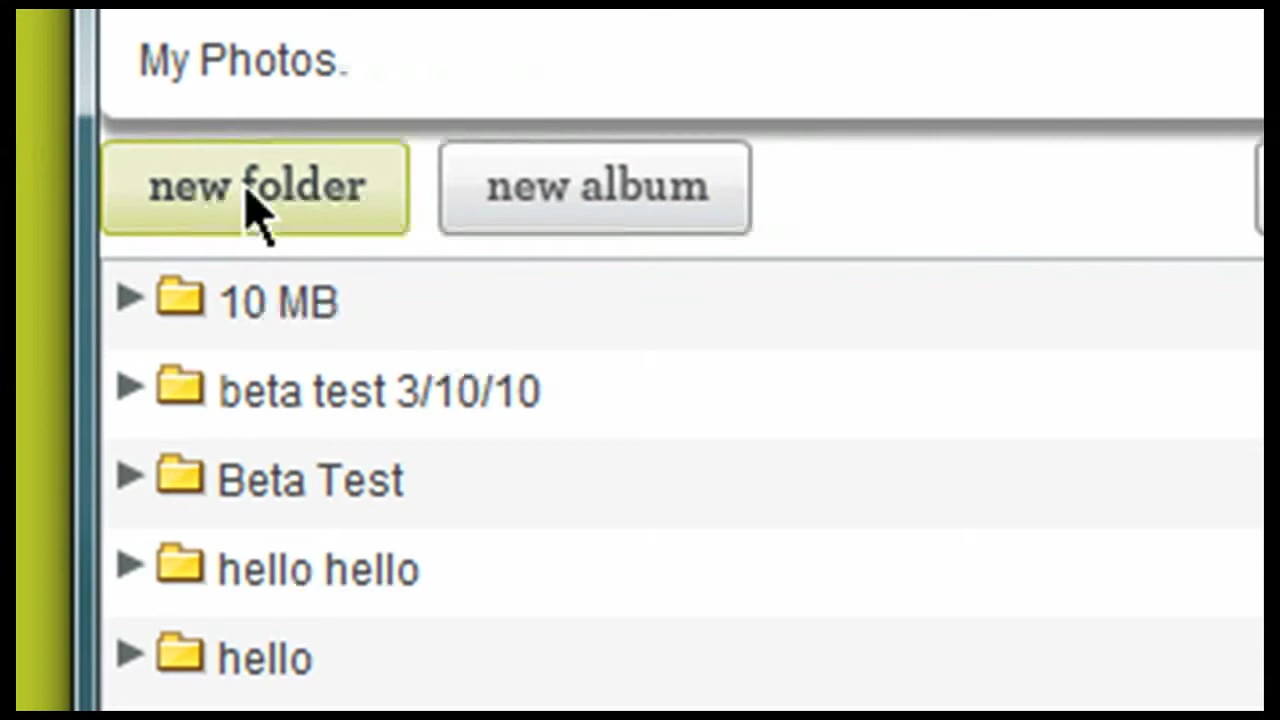 My Photos.
new folder new album
10 MB
beta test 3/10/10
Beta Test
hello hello
hello